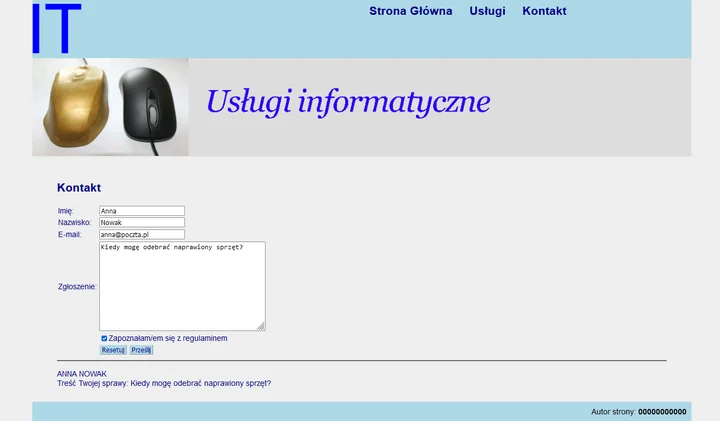 IT
Strona Główna Usługi Kontakt
Usługi informatyczne
Kontakt
Imię: Anna
Nazwisko: Nowak
E-mail: anna@poczta.pl
Zgłoszenie: Kiedy mogę odebrać naprawiony sprzęt?
Zapoznałam/em się z regulaminem
Resetuj Prześlij
ANNA NOWAK
Treść Twojej sprawy: Kiedy mogę odebrać naprawiony sprzęt?
Autor strony: 00000000000